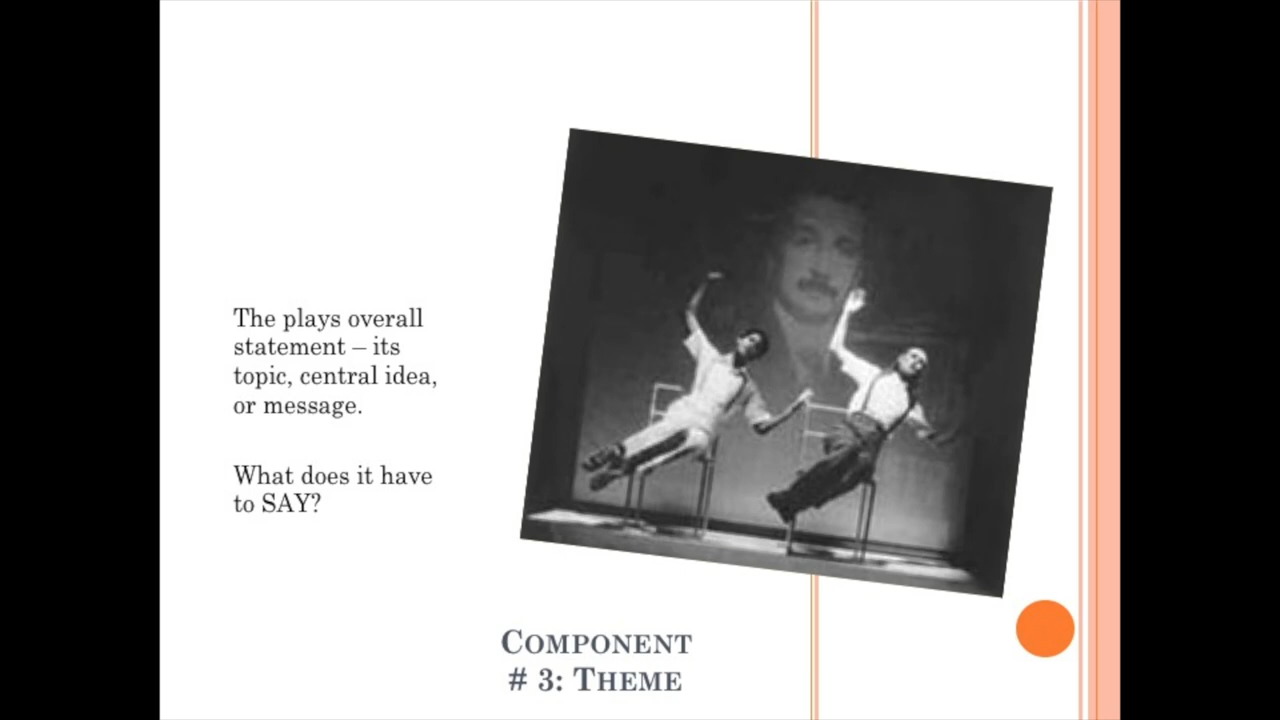 The plays overall
statement – its
topic, central idea,
or message.
What does it have
to SAY?
COMPONENT
# 3: THEME